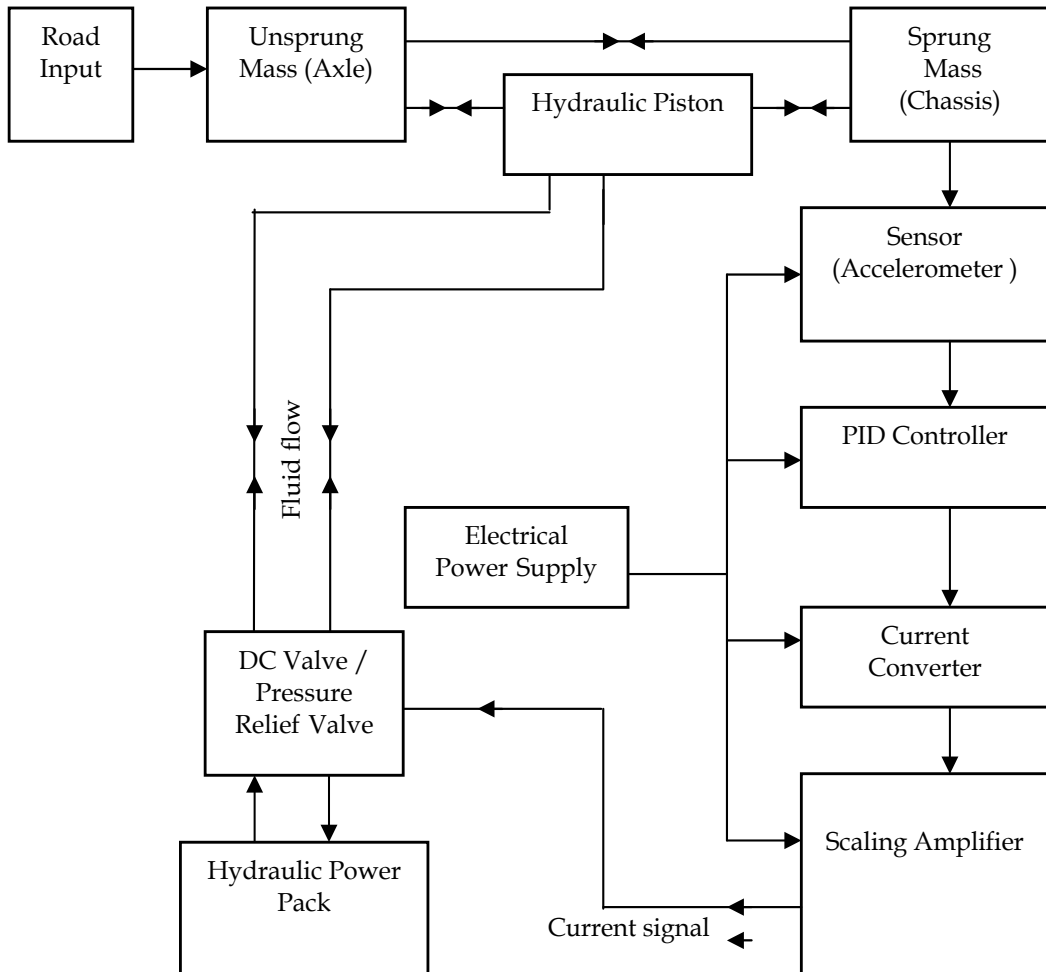 Road
Input
Unsprung
Mass (Axle)
Sprung
Mass
(Chassis)
Hydraulic Piston
Sensor
(Accelerometer )
PID Controller
Fluid flow
Electrical
Power Supply
Current
Converter
DC Valve /
Pressure
Relief Valve
Scaling Amplifier
Hydraulic Power
Pack
Current signal